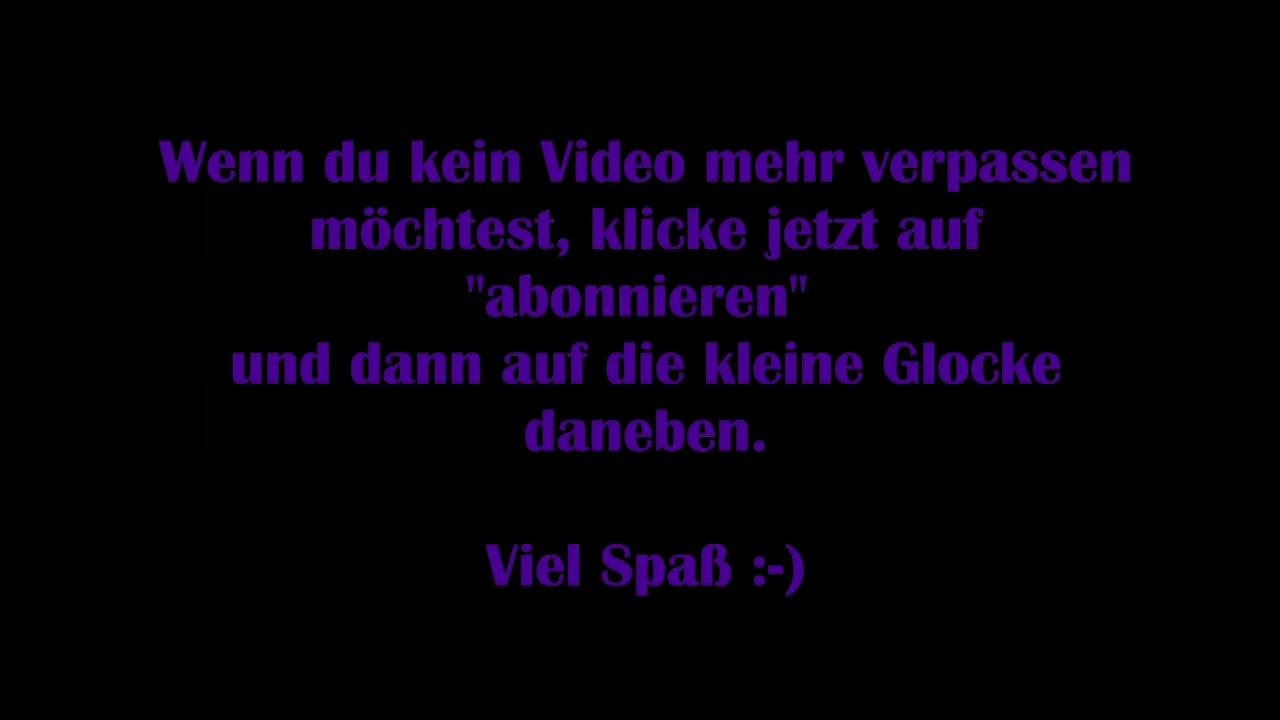 Wenn du kein Video mehr verpassen
möchtest, klicke jetzt auf
"abonnieren"
und dann auf die kleine Glocke
daneben.
Viel Spaß :-)